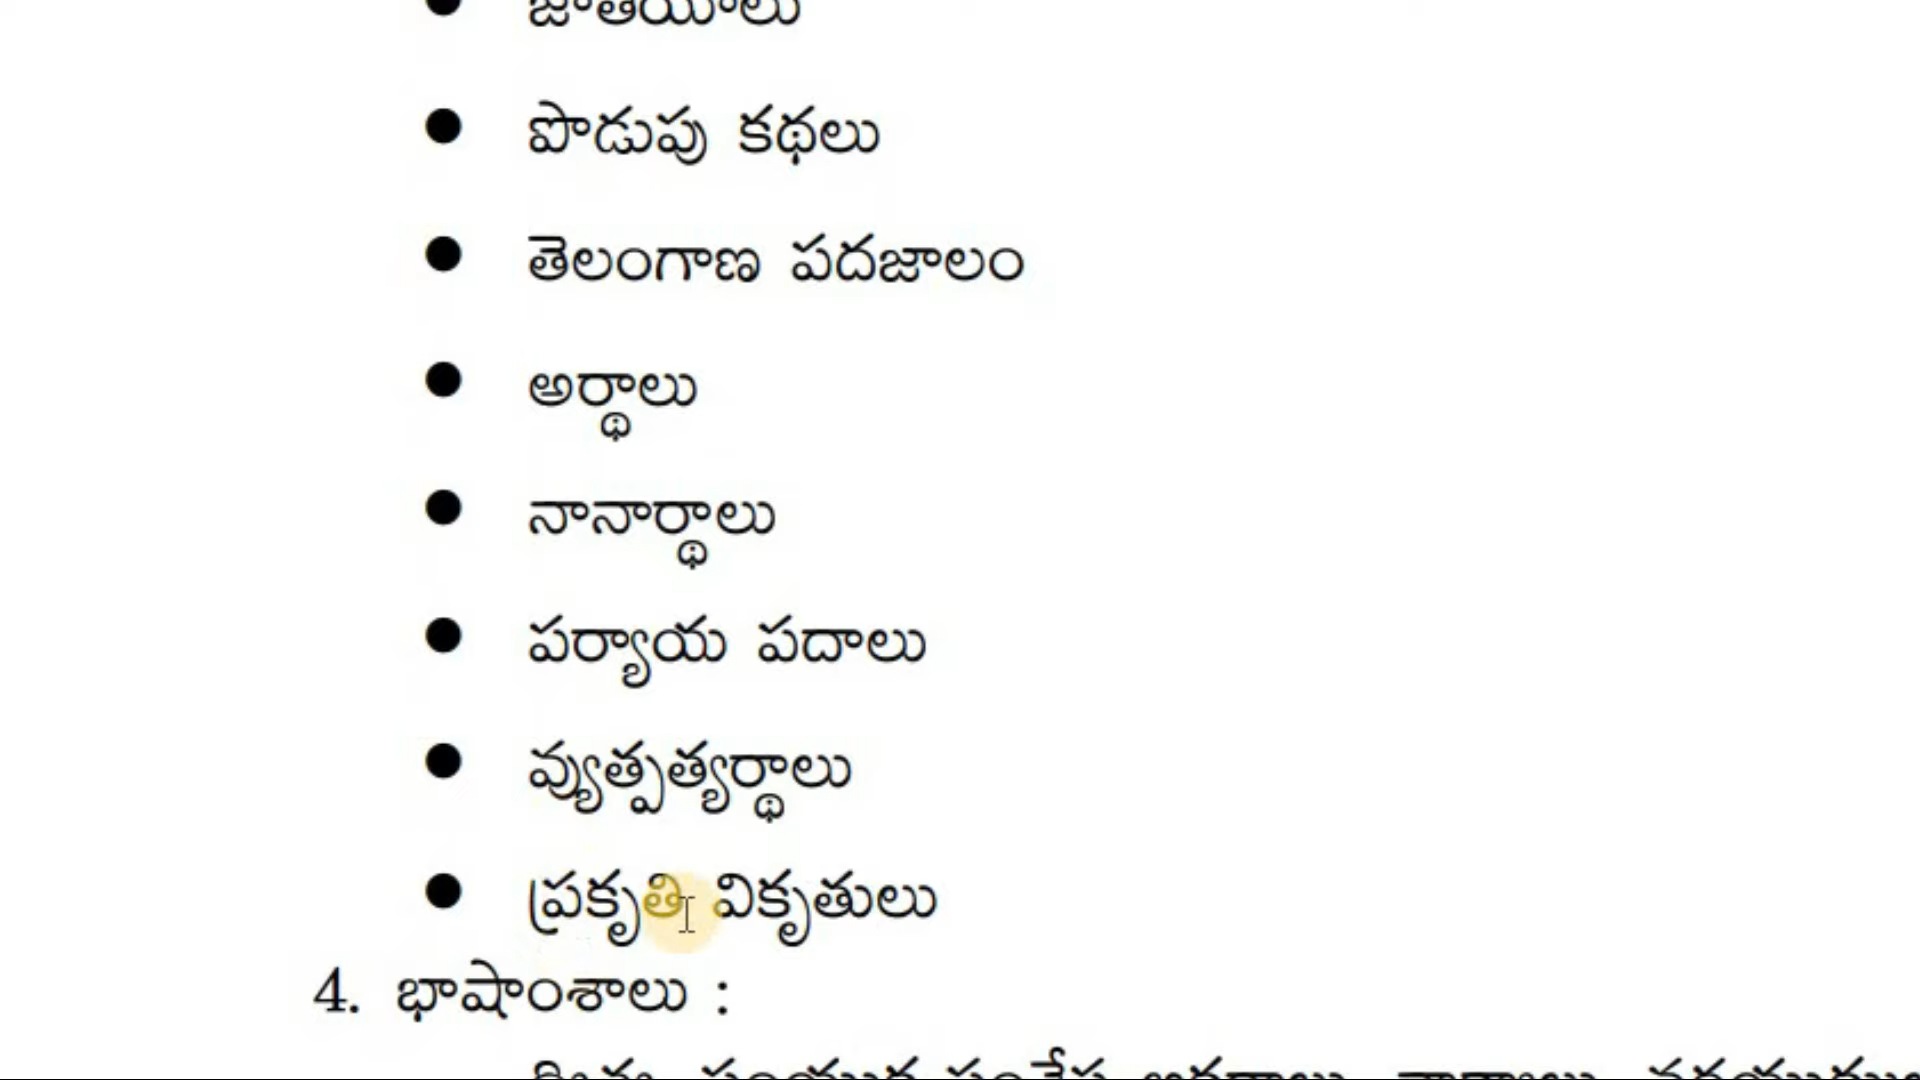 • జాతీయాలు
• పొడుపు కథలు
• తెలంగాణ పదజాలం
• అర్థాలు
• నానార్థాలు
• పర్యాయ పదాలు
• వ్యుత్పత్యర్థాలు
• ప్రకృతి వికృతులు
4. భాషాంశాలు :